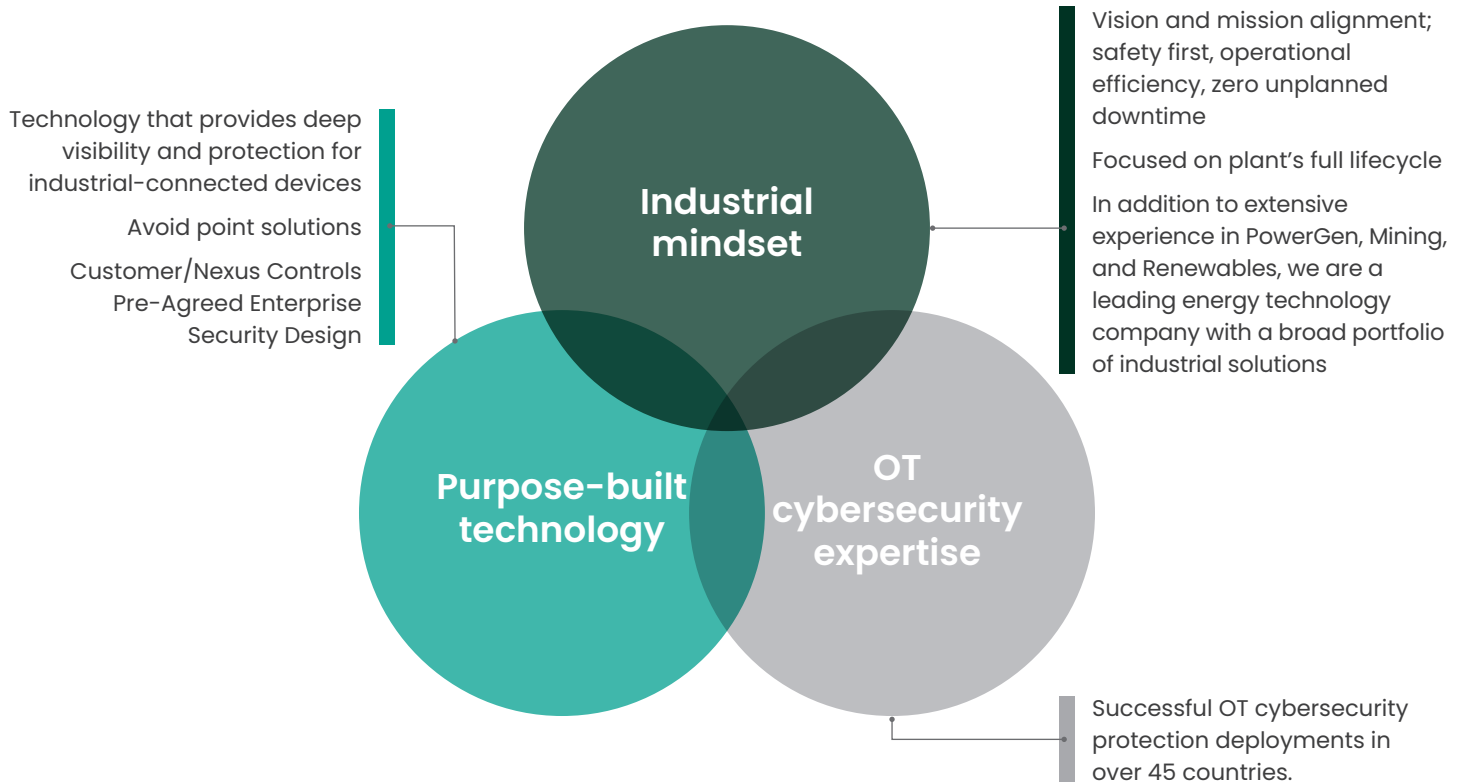 Technology that provides deep
visibility and protection for
industrial-connected devices
Avoid point solutions
Customer/Nexus Controls
Pre-Agreed Enterprise
Security Design
Industrial
mindset
Vision and mission alignment;
safety first, operational
efficiency, zero unplanned
downtime
Focused on plant’s full lifecycle
In addition to extensive
experience in PowerGen, Mining,
and Renewables, we are a
leading energy technology
company with a broad portfolio
of industrial solutions
Purpose-built
technology
OT
cybersecurity
expertise
Successful OT cybersecurity
protection deployments in
over 45 countries.